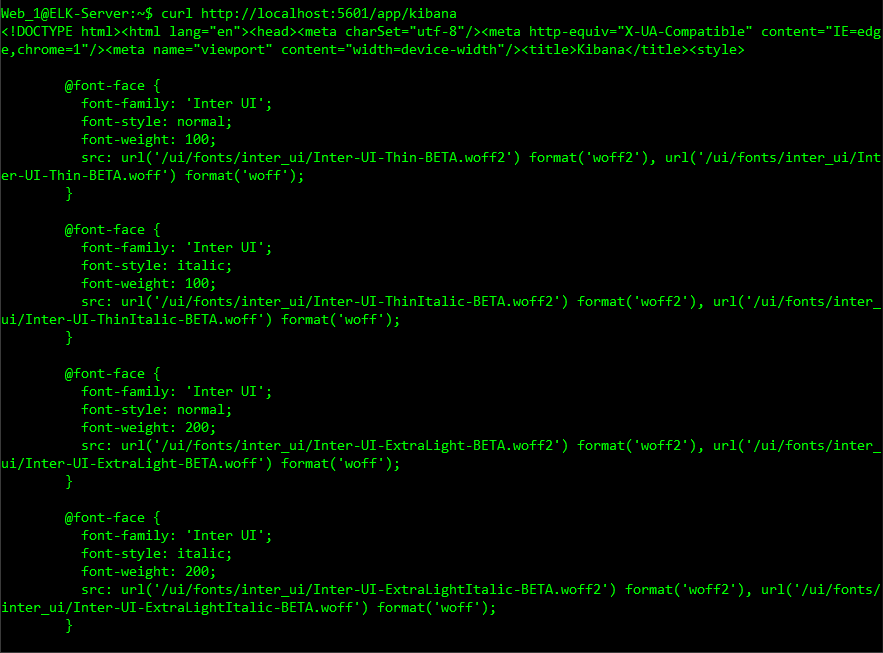 Web_1@ELK-Server:~$ curl http://localhost:5601/app/kibana
<!DOCTYPE html><html lang="en"><head><meta charSet="utf-8"/><meta http-equiv="X-UA-Compatible" content="IE=edg
e,chrome=1"/><meta name="viewport" content="width=device-width"/><title>Kibana</title><style>
@font-face {
font-family: 'Inter UI';
font-style: normal;
font-weight: 100;
src: url('/ui/fonts/inter_ui/Inter-UI-Thin-BETA.woff2') format('woff2'), url('/ui/fonts/inter_ui/Int
er-UI-Thin-BETA.woff') format('woff');
}
@font-face {
font-family: 'Inter UI';
font-style: italic;
font-weight: 100;
src: url('/ui/fonts/inter_ui/Inter-UI-ThinItalic-BETA.woff2') format('woff2'), url('/ui/fonts/inter_
ui/Inter-UI-ThinItalic-BETA.woff') format('woff');
}
@font-face {
font-family: 'Inter UI';
font-style: normal;
font-weight: 200;
src: url('/ui/fonts/inter_ui/Inter-UI-ExtraLight-BETA.woff2') format('woff2'), url('/ui/fonts/inter_
ui/Inter-UI-ExtraLight-BETA.woff') format('woff');
}
@font-face {
font-family: 'Inter UI';
font-style: italic;
font-weight: 200;
src: url('/ui/fonts/inter_ui/Inter-UI-ExtraLightItalic-BETA.woff2') format('woff2'), url('/ui/fonts/
inter_ui/Inter-UI-ExtraLightItalic-BETA.woff') format('woff');
}